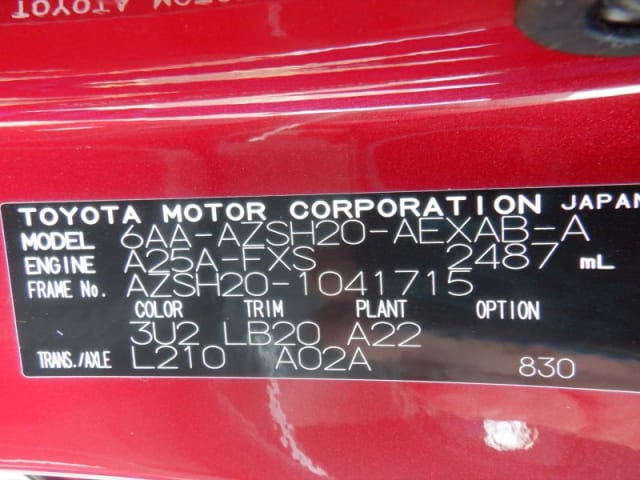 TOYOTA MOTOR CORPORATION JAPAN
MODEL 6AA-AZSH20-AEXAB-A
ENGINE A25A-FXS 2487 mL
FRAME No. AZSH20-1041715
COLOR TRIM PLANT OPTION
3U2 LB20 A22
TRANS./AXLE L210 A02A 830